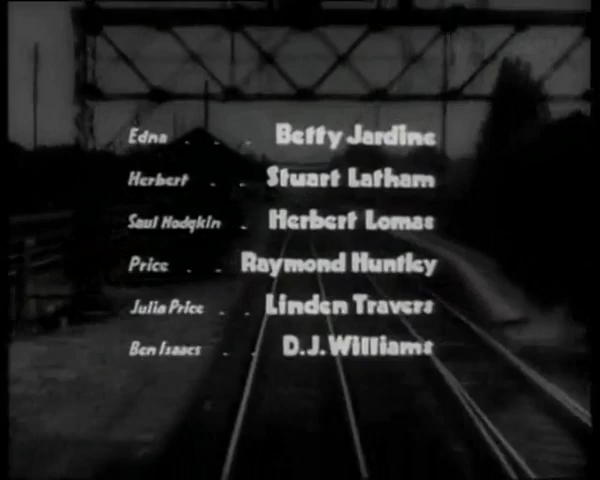 Edna . . . Betty Jardine
Herbert . . Stuart Latham
Saul Hodgkin . Herbert Lomas
Price . . Raymond Huntley
Julia Price . . Linden Travers
Ben Isaacs . . D.J. Williams